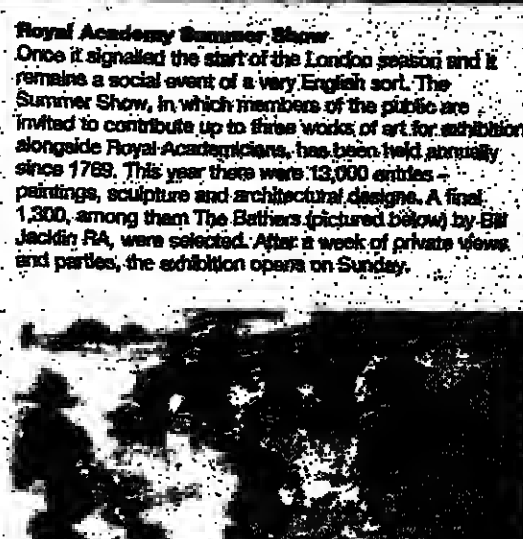 Royal Academy Summer Show
Once it signalled the start of the London season and it
remains a social event of a very English sort. The
Summer Show, in which members of the public are
invited to contribute up to three works of art for exhibition
alongside Royal Academicians, has been held annually
since 1769. This year there were 13,000 entries –
paintings, sculpture and architectural designs. A final
1,300, among them The Bathers (pictured below) by Bill
Jacklin RA, were selected. After a week of private views
and parties, the exhibition opens on Sunday.